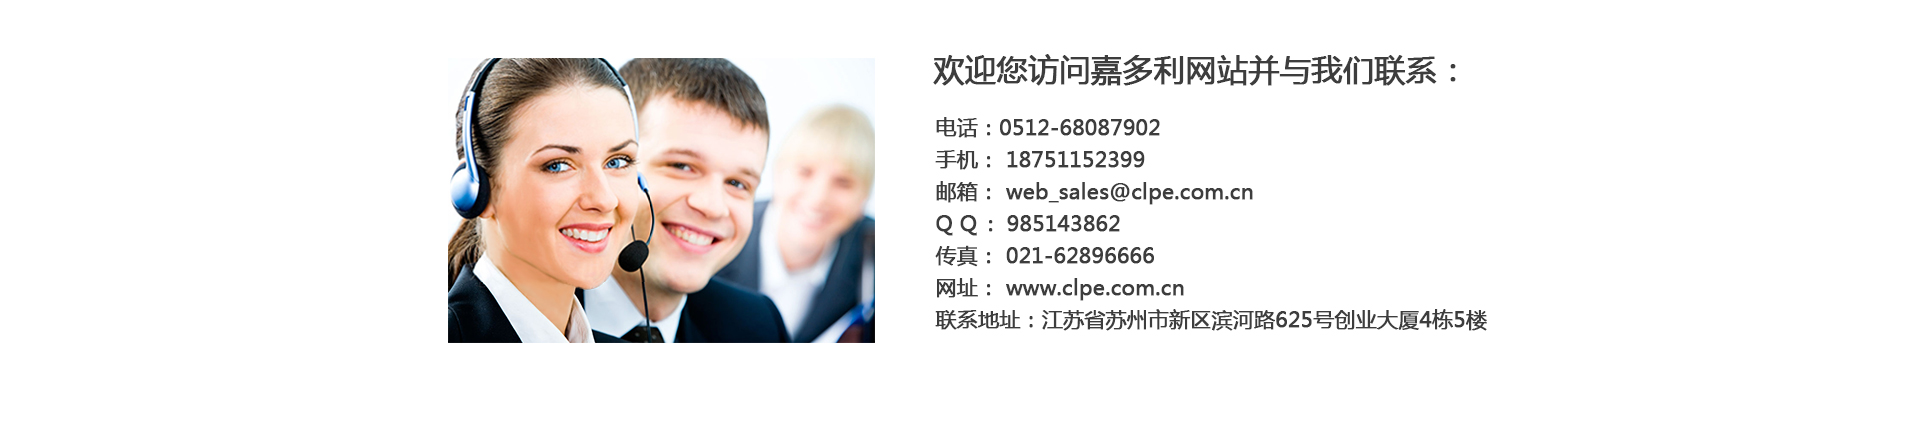 欢迎您访问嘉多利网站并与我们联系：
电话：0512-68087902
手机： 18751152399
邮箱： web_sales@clpe.com.cn
Q Q ： 985143862
传真： 021-62896666
网址： www.clpe.com.cn
联系地址：江苏省苏州市新区滨河路625号创业大厦4栋5楼